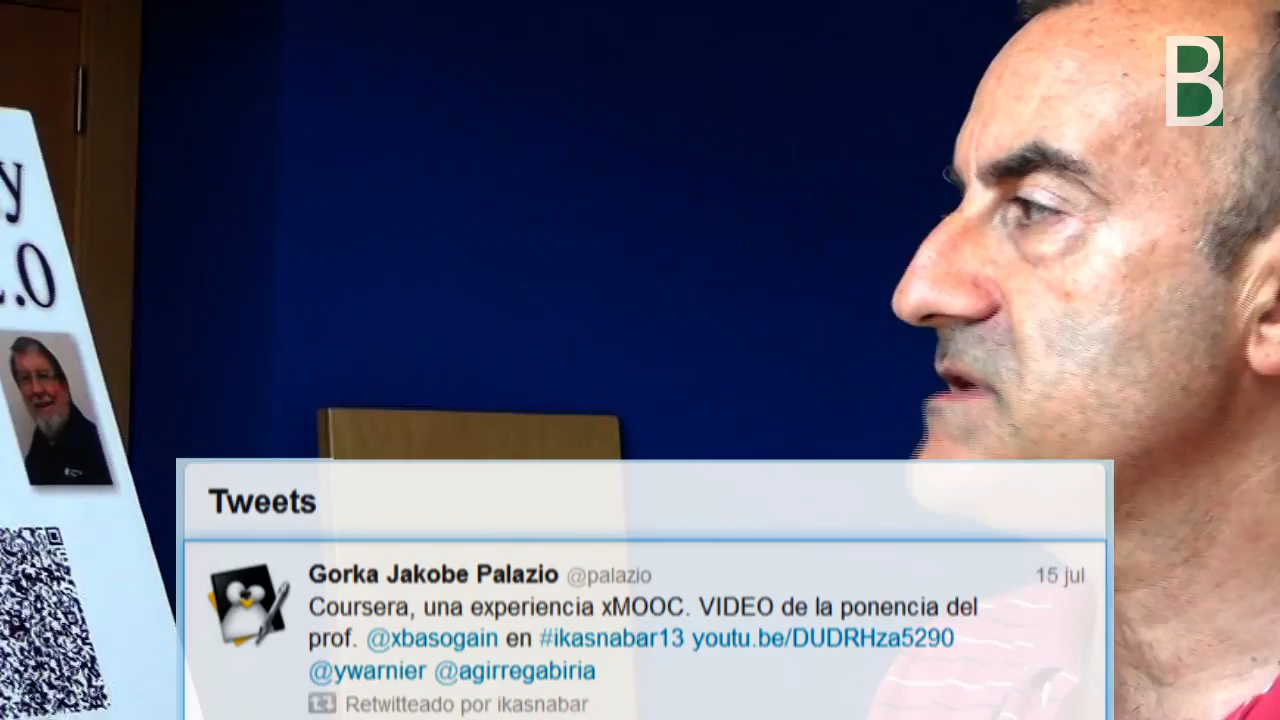 B
y
.0
Tweets
Gorka Jakobe Palazio @palazio 15 jul
Coursera, una experiencia xMOOC. VIDEO de la ponencia del
prof. @xbasogain en #ikasnabar13 youtu.be/DUDRHza5290
@ywarnier @agirregabiria
Retwitteado por ikasnabar